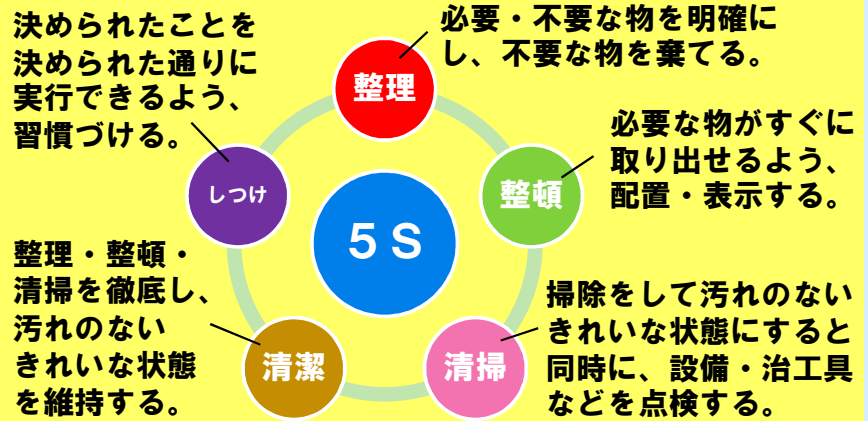 決められたことを
決められた通りに
実行できるよう、
習慣づける。
必要・不要な物を明確に
し、不要な物を棄てる。
整理
必要な物がすぐに
取り出せるよう、
配置・表示する。
しつけ
整頓
５Ｓ
整理・整頓・
清掃を徹底し、
汚れのない
きれいな状態
を維持する。
掃除をして汚れのない
きれいな状態にすると
同時に、設備・治工具
などを点検する。
清潔
清掃